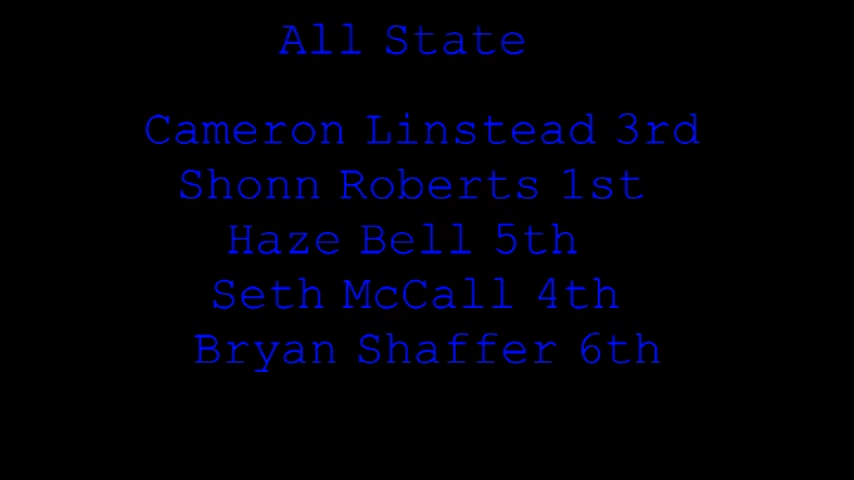 All State
Cameron Linstead 3rd
Shonn Roberts 1st
Haze Bell 5th
Seth McCall 4th
Bryan Shaffer 6th